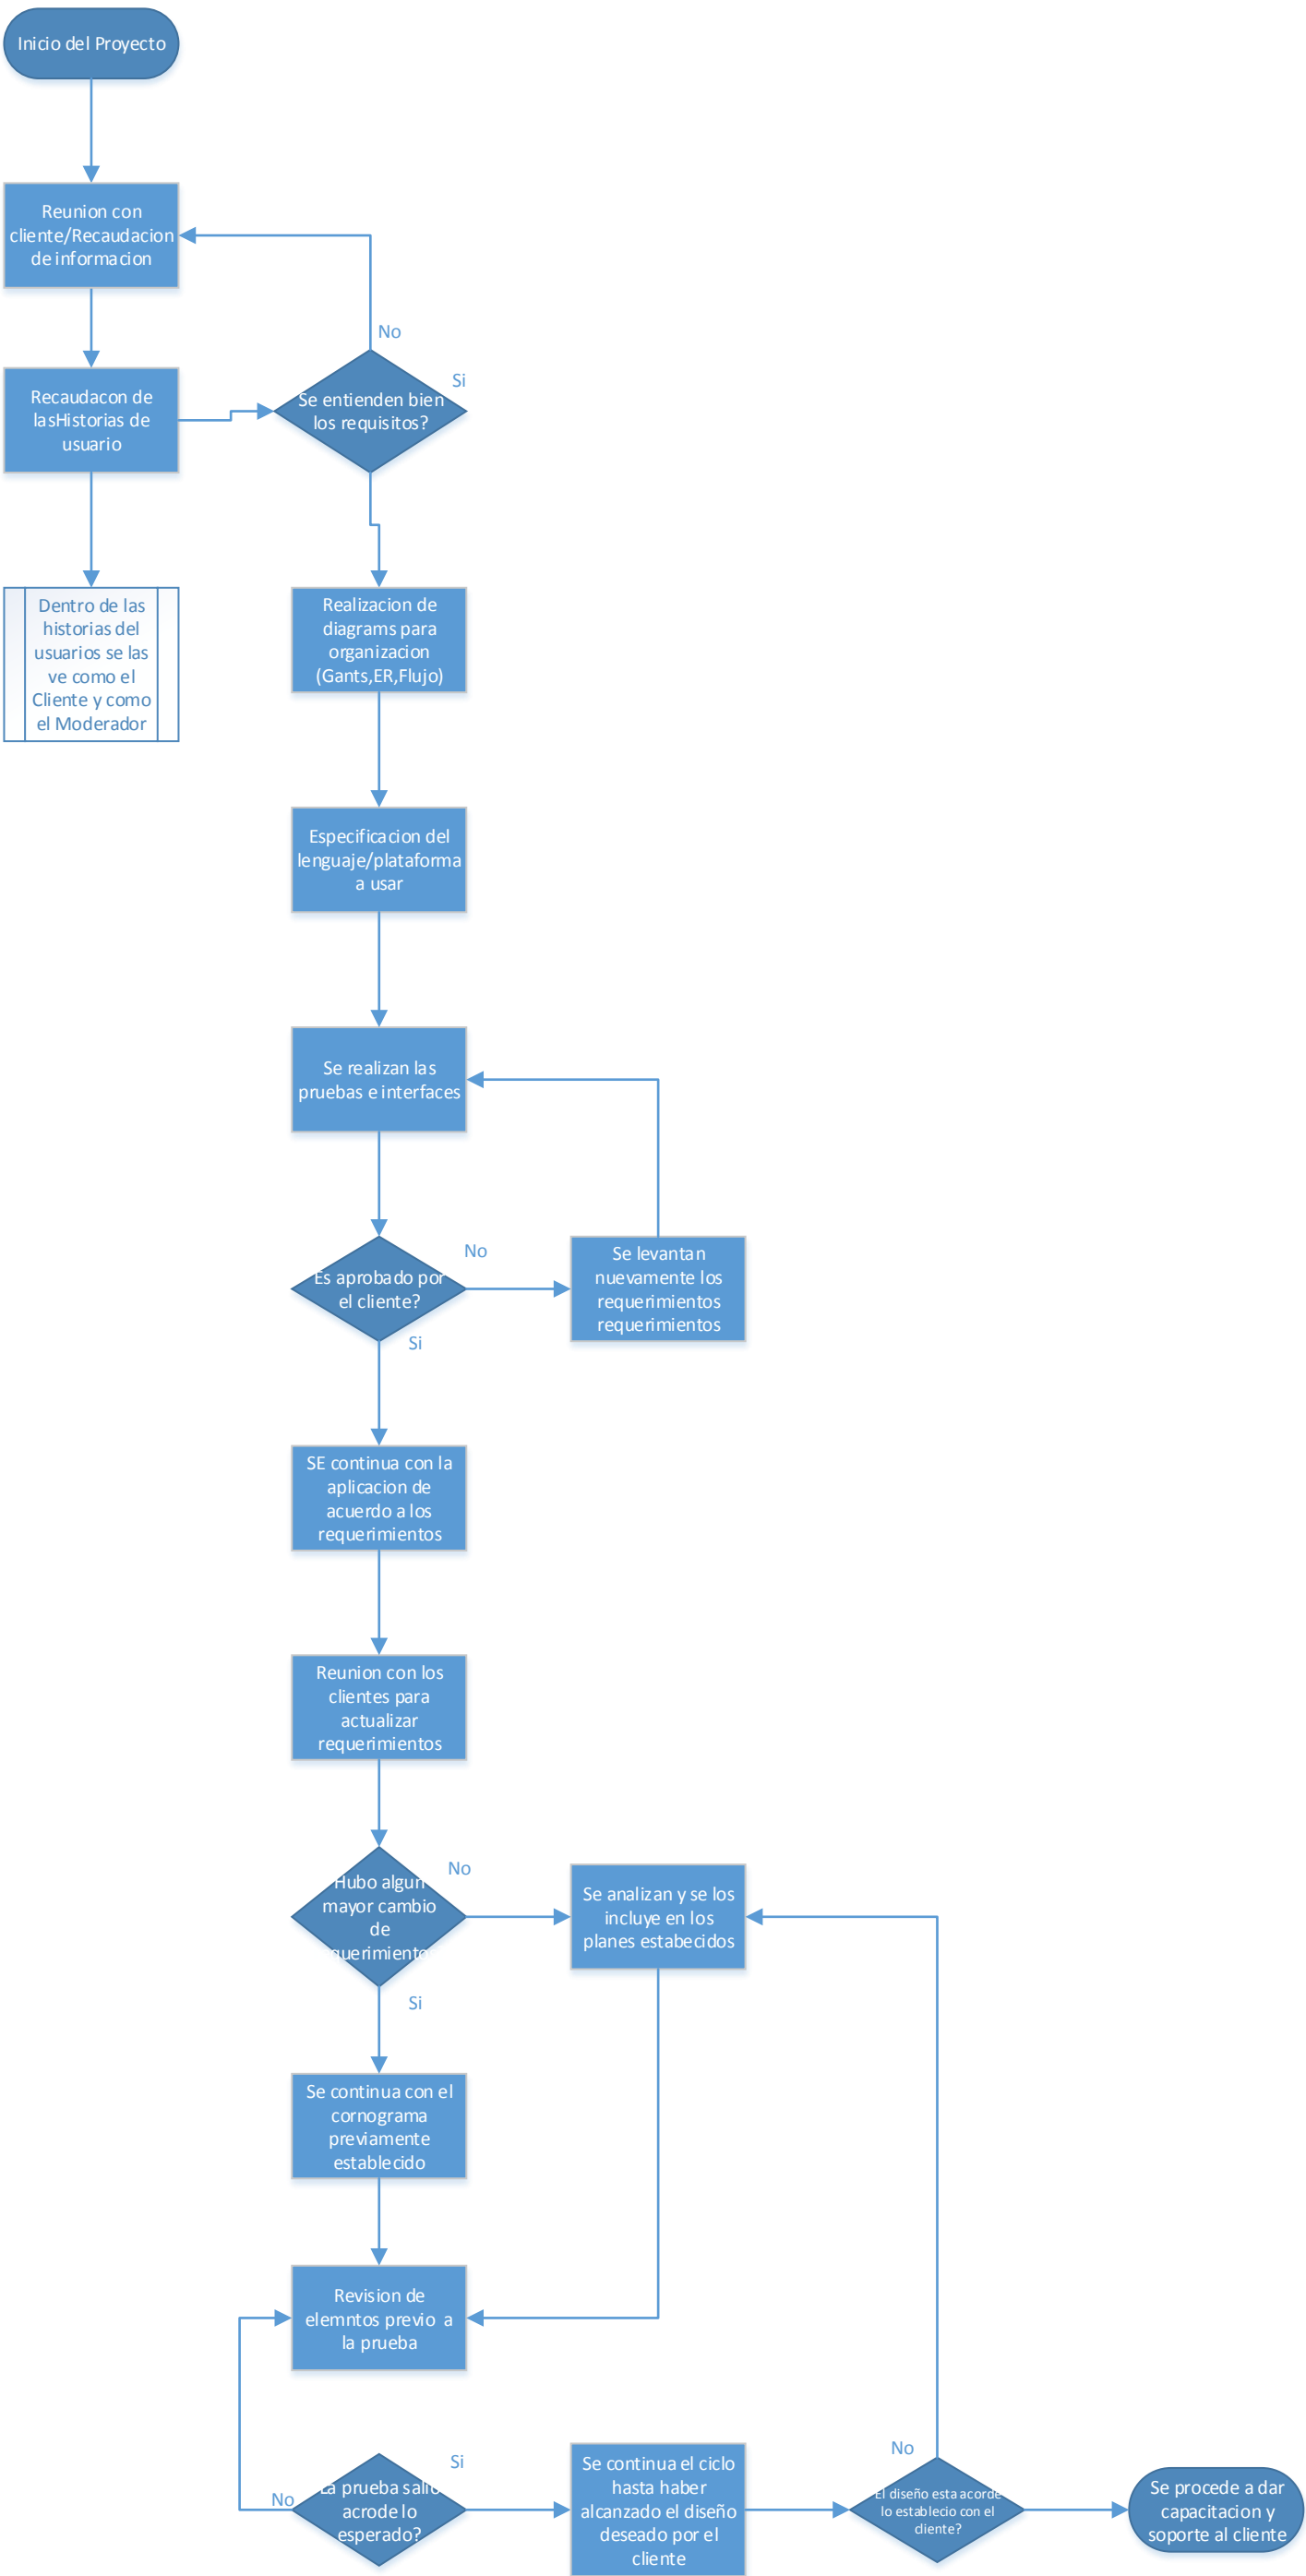 Inicio del Proyecto
Reunion con
cliente/Recaudacion
de informacion
No
Si
Se entienden bien
los requisitos?
Recaudacon de
lasHistorias de
usuario
Dentro de las
historias del
usuarios se las
ve como el
Cliente y como
el Moderador
Realizacion de
diagrams para
organizacion
(Gants,ER,Flujo)
Especificacion del
lenguaje/plataforma
a usar
Se realizan las
pruebas e interfaces
Es aprobado por
el cliente?
No
Si
Se levantan
nuevamente los
requerimientos
requerimientos
SE continua con la
aplicacion de
acuerdo a los
requerimientos
Reunion con los
clientes para
actualizar
requerimientos
Hubo algun
mayor cambio
de
querimiento
No
Si
Se analizan y se los
incluye en los
planes estabecidos
Se continua con el
cornograma
previamente
establecido
Revision de
elemntos previo a
la prueba
No
La prueba salio
acrode lo
esperado?
Si
Se continua el ciclo
hasta haber
alcanzado el diseño
deseado por el
cliente
No
El diseño esta acorde
lo establecio con el
cliente?
Se procede a dar
capacitacion y
soporte al cliente